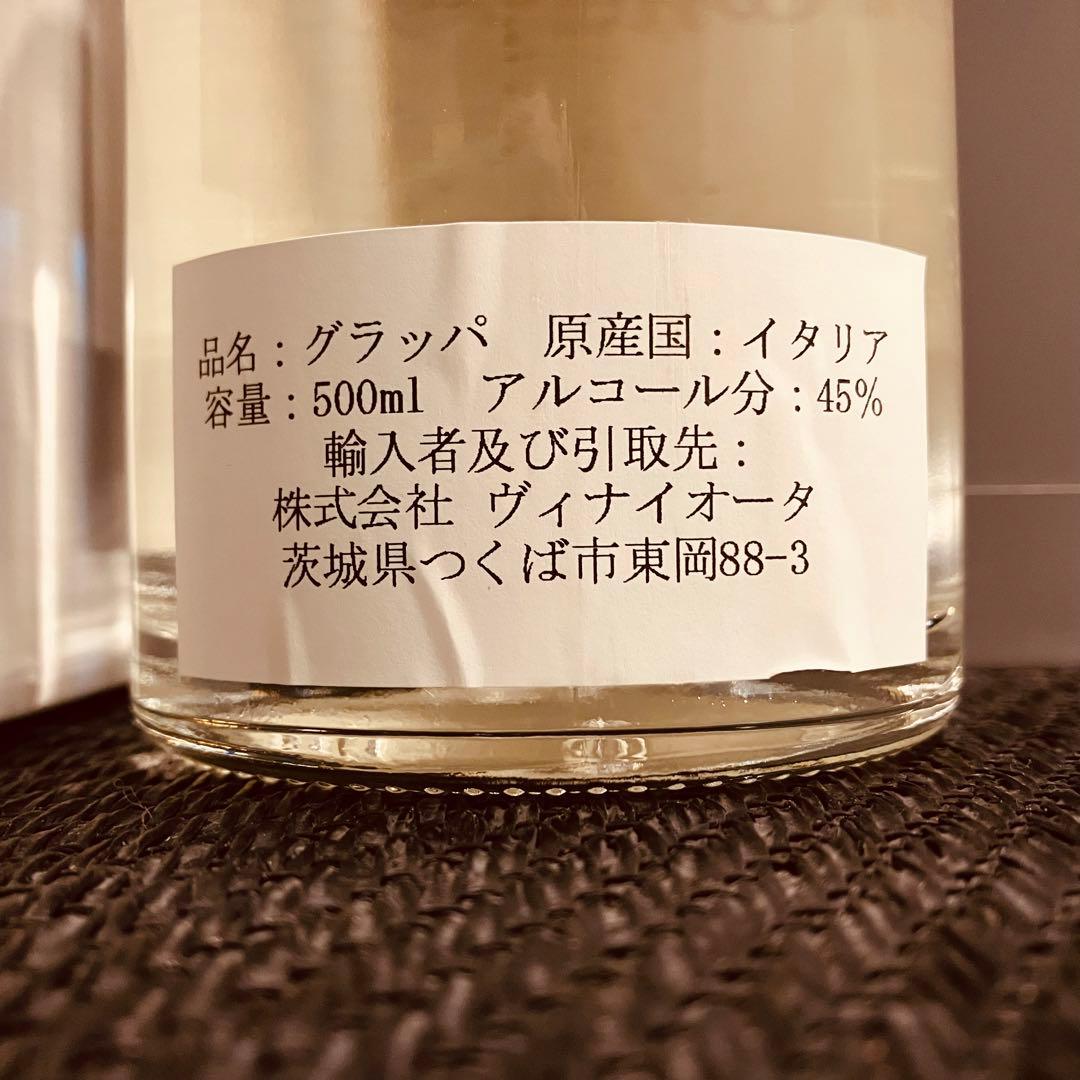 品名：グラッパ　原産国：イタリア
容量：500ml　アルコール分：45%
輸入者及び引取先：
株式会社 ヴィナイオータ
茨城県つくば市東岡88-3